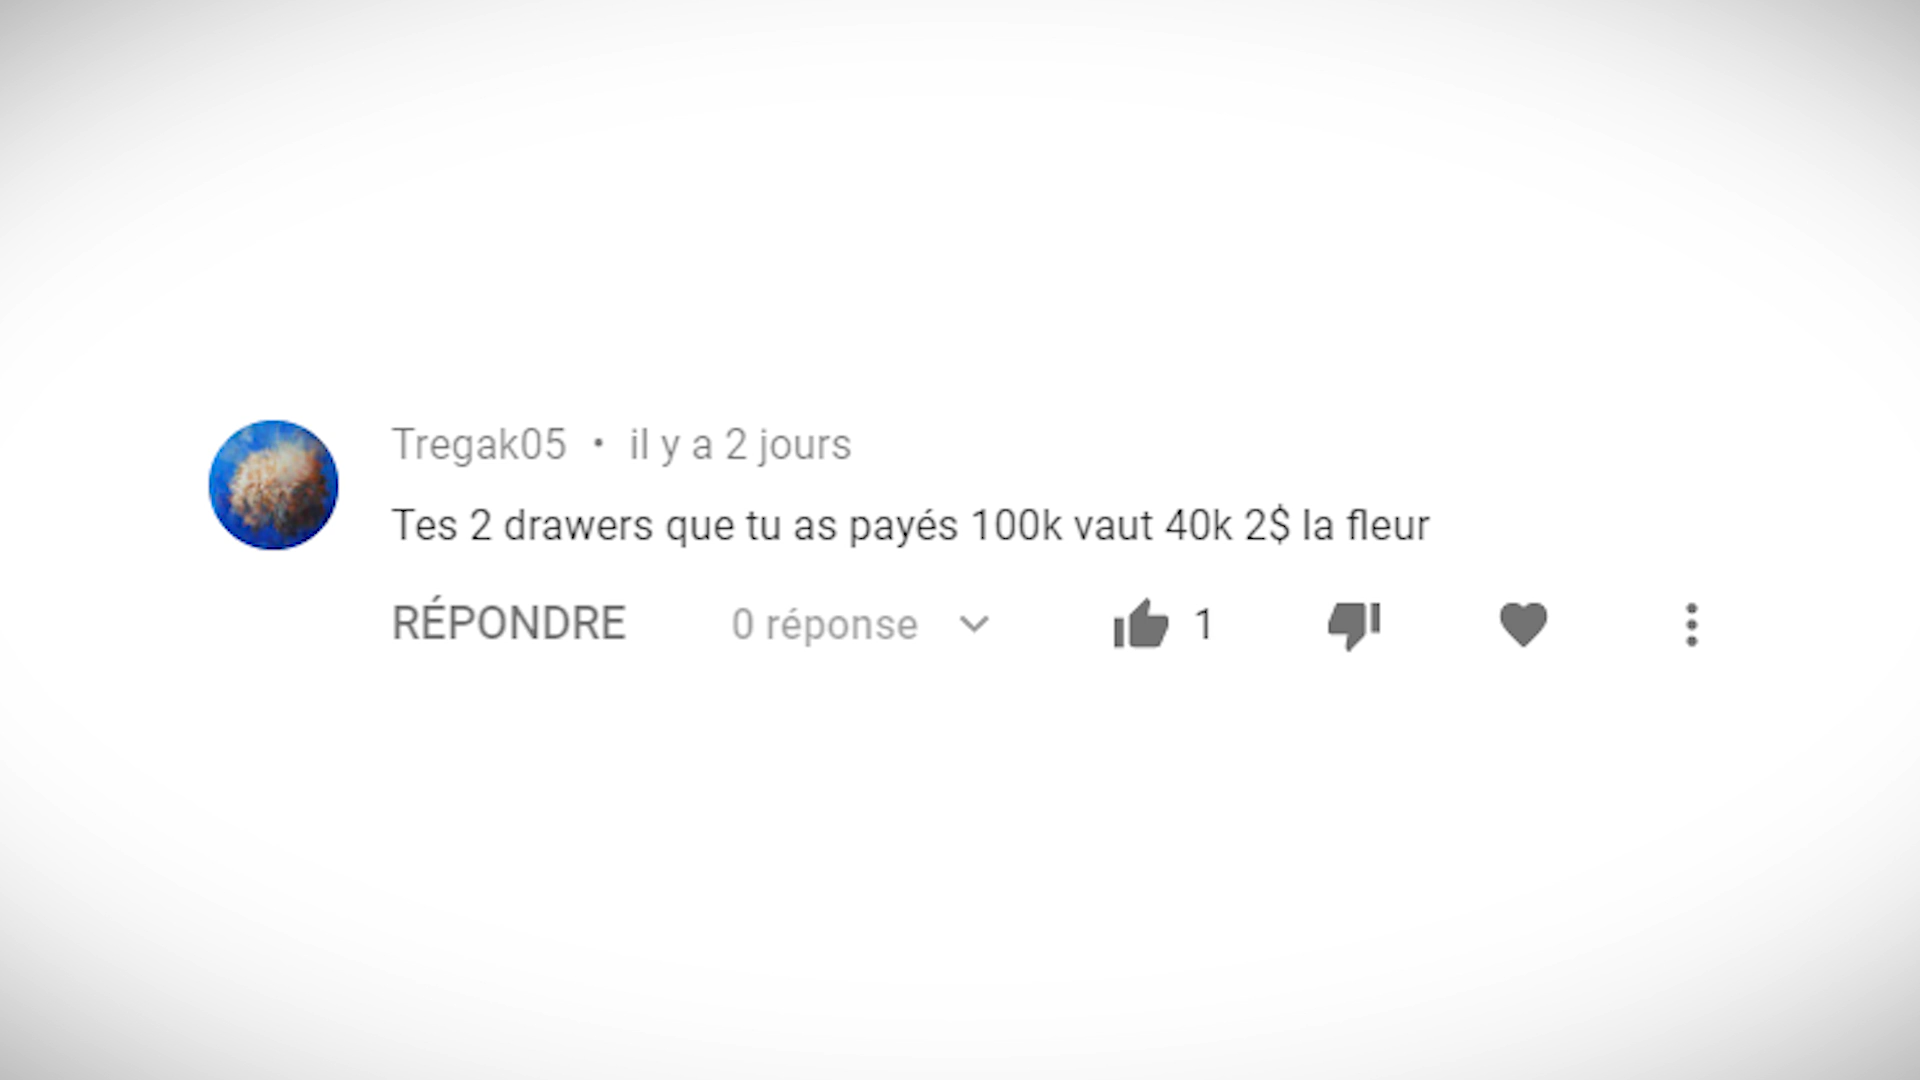 Tregak05 • il y a 2 jours
Tes 2 drawers que tu as payés 100k vaut 40k 2$ la fleur
RÉPONDRE 0 réponse 1